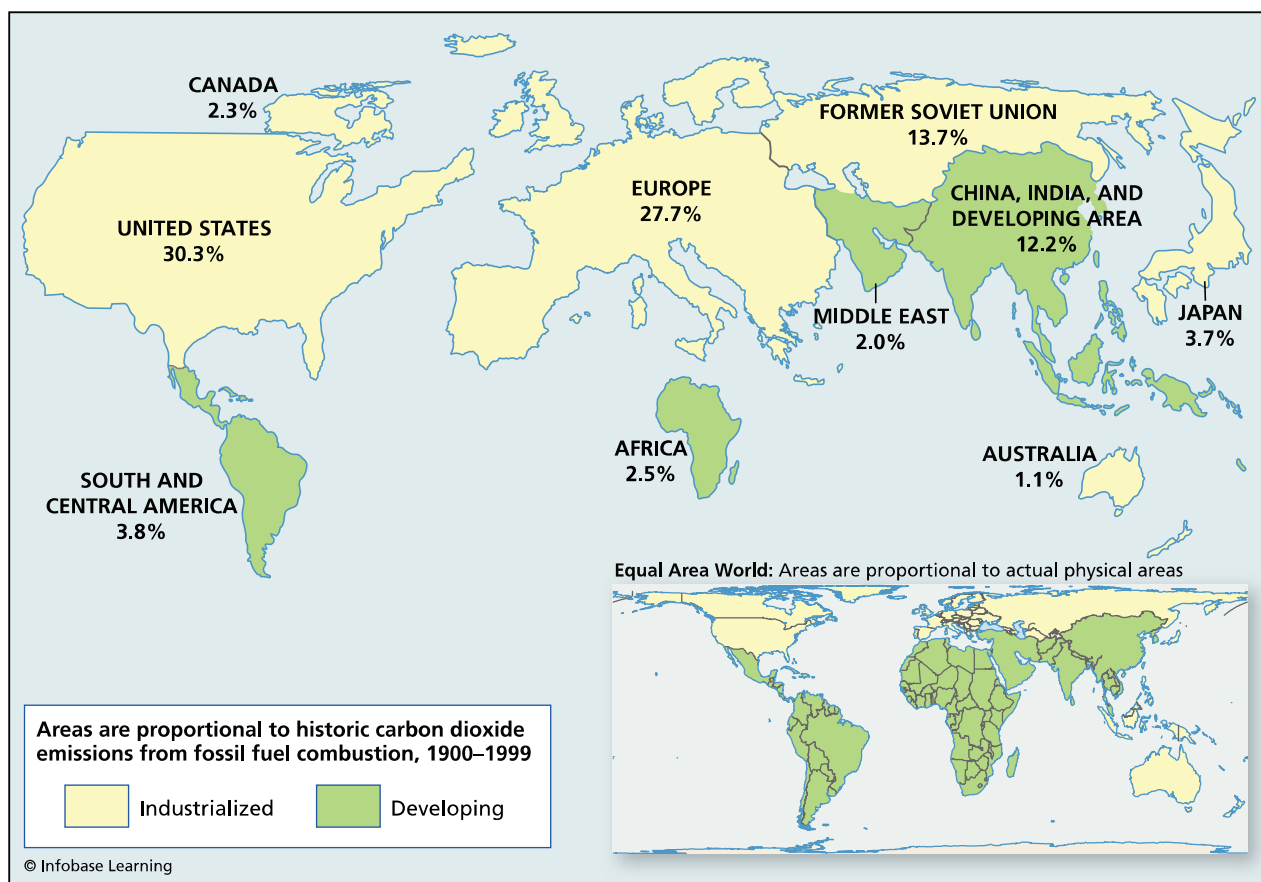 CANADA
2.3%
FORMER SOVIET UNION
13.7%
UNITED STATES
30.3%
EUROPE
27.7%
CHINA, INDIA, AND
DEVELOPING AREA
12.2%
MIDDLE EAST
2.0%
JAPAN
3.7%
SOUTH AND
CENTRAL AMERICA
3.8%
AFRICA
2.5%
AUSTRALIA
1.1%
Equal Area World: Areas are proportional to actual physical areas
Areas are proportional to historic carbon dioxide
emissions from fossil fuel combustion, 1900–1999
Industrialized
Developing
© Infobase Learning